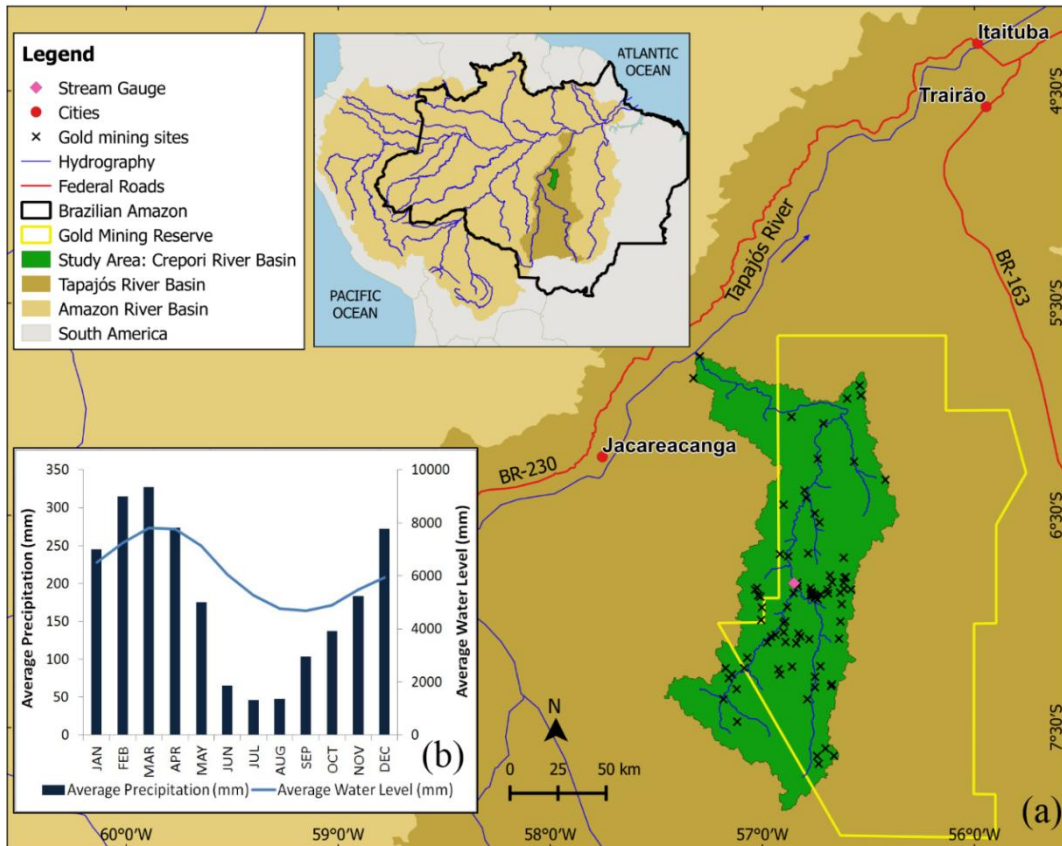 Legend
Stream Gauge
Cities
Gold mining sites
Hydrography
Federal Roads
Brazilian Amazon
Gold Mining Reserve
Study Area: Crepori River Basin
Tapajós River Basin
Amazon River Basin
South America
ATLANTIC
OCEAN
PACIFIC
OCEAN
Itaituba
Trairão
Tapajós River
BR-163
Jacareacanga
BR-230
4°30'S
5°30'S
6°30'S
7°30'S
350
300
250
200
150
100
50
0
Average Precipitation (mm)
10000
8000
6000
4000
2000
0
Average Water Level (mm)
JAN
FEB
MAR
APR
MAY
JUN
JUL
AUG
SEP
OCT
NOV
DEC
(b)
Average Precipitation (mm)
Average Water Level (mm)
N
0 25 50 km
(a)
60°0'W
59°0'W
58°0'W
57°0'W
56°0'W